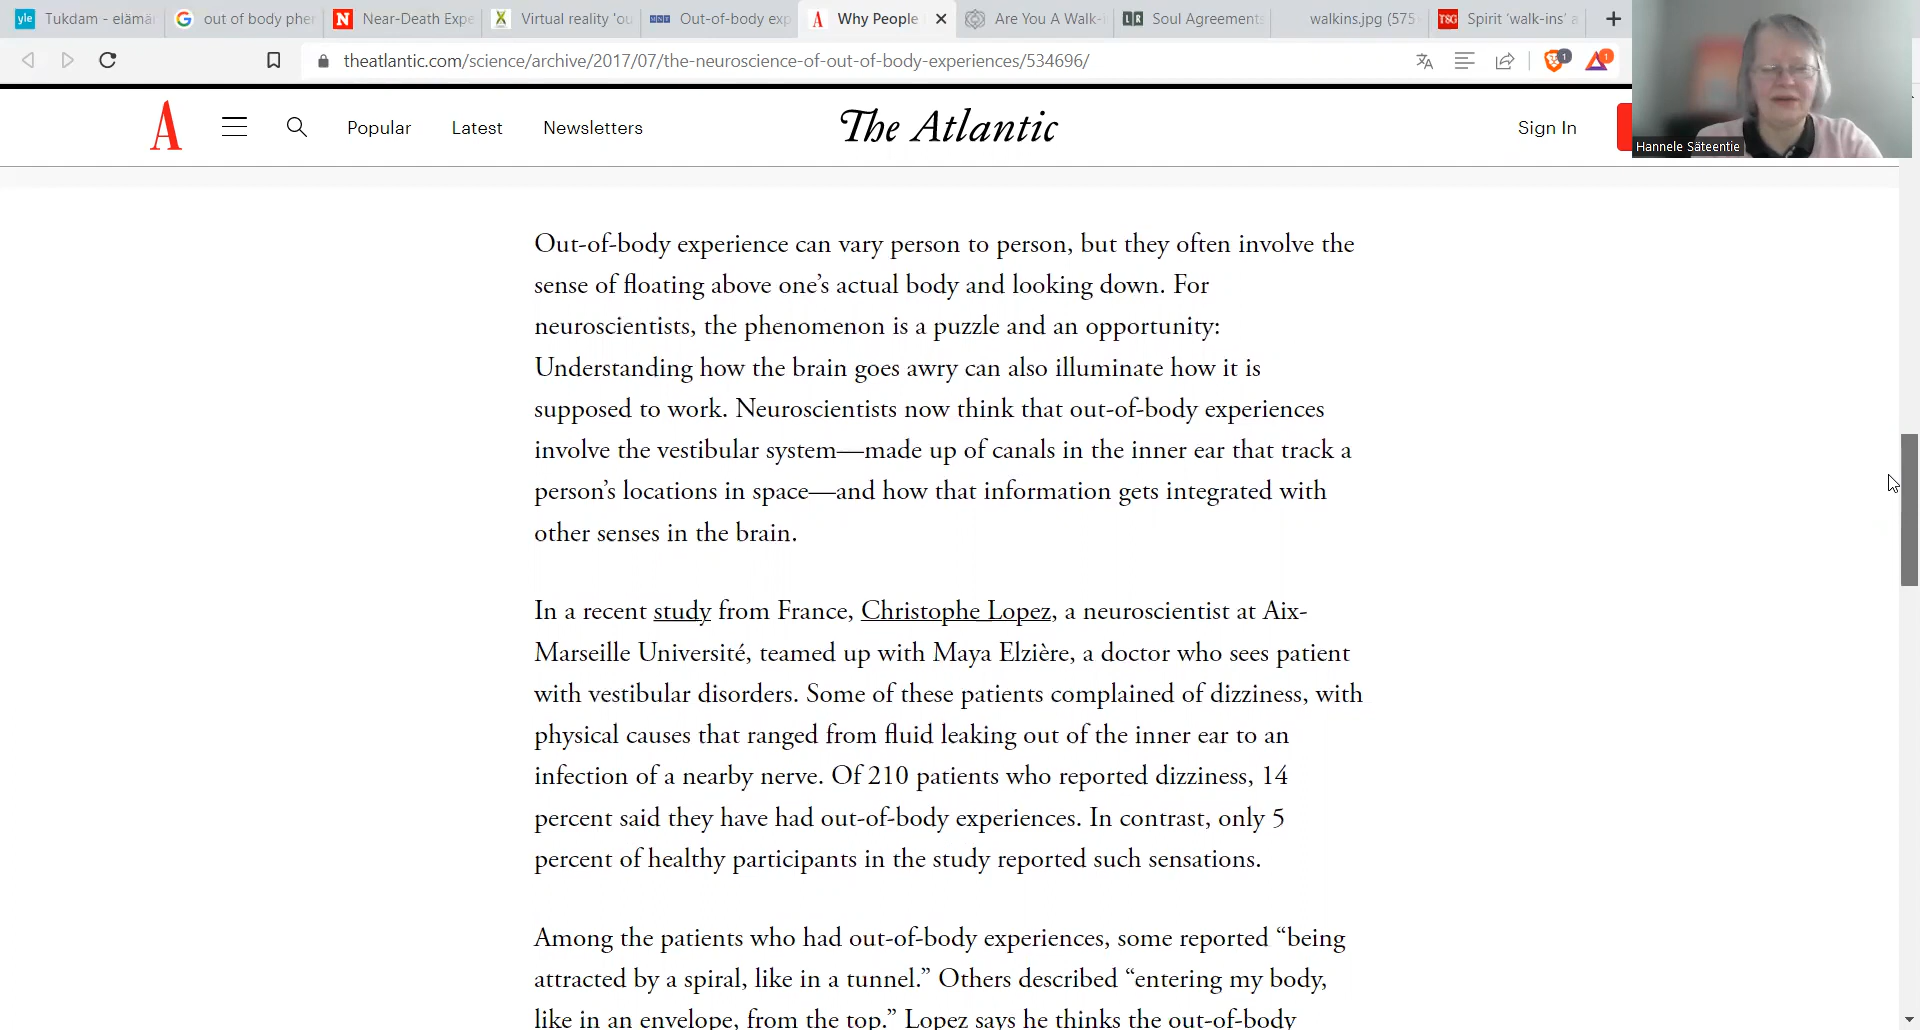 Tukdam - elämä
out of body phen
Near-Death Expe
Virtual reality 'ou
Out-of-body exp
Why People
Are You A Walk-i
Soul Agreements
walkins.jpg (575
Spirit ‘walk-ins’ a
theatlantic.com/science/archive/2017/07/the-neuroscience-of-out-of-body-experiences/534696/
Popular
Latest
Newsletters
The Atlantic
Sign In
Hannele Säteentie
Out-of-body experience can vary person to person, but they often involve the
sense of floating above one’s actual body and looking down. For
neuroscientists, the phenomenon is a puzzle and an opportunity:
Understanding how the brain goes awry can also illuminate how it is
supposed to work. Neuroscientists now think that out-of-body experiences
involve the vestibular system—made up of canals in the inner ear that track a
person’s locations in space—and how that information gets integrated with
other senses in the brain.
In a recent study from France, Christophe Lopez, a neuroscientist at Aix-
Marseille Université, teamed up with Maya Elzière, a doctor who sees patient
with vestibular disorders. Some of these patients complained of dizziness, with
physical causes that ranged from fluid leaking out of the inner ear to an
infection of a nearby nerve. Of 210 patients who reported dizziness, 14
percent said they have had out-of-body experiences. In contrast, only 5
percent of healthy participants in the study reported such sensations.
Among the patients who had out-of-body experiences, some reported “being
attracted by a spiral, like in a tunnel.” Others described “entering my body,
like in an envelope, from the top.” Lopez says he thinks the out-of-body